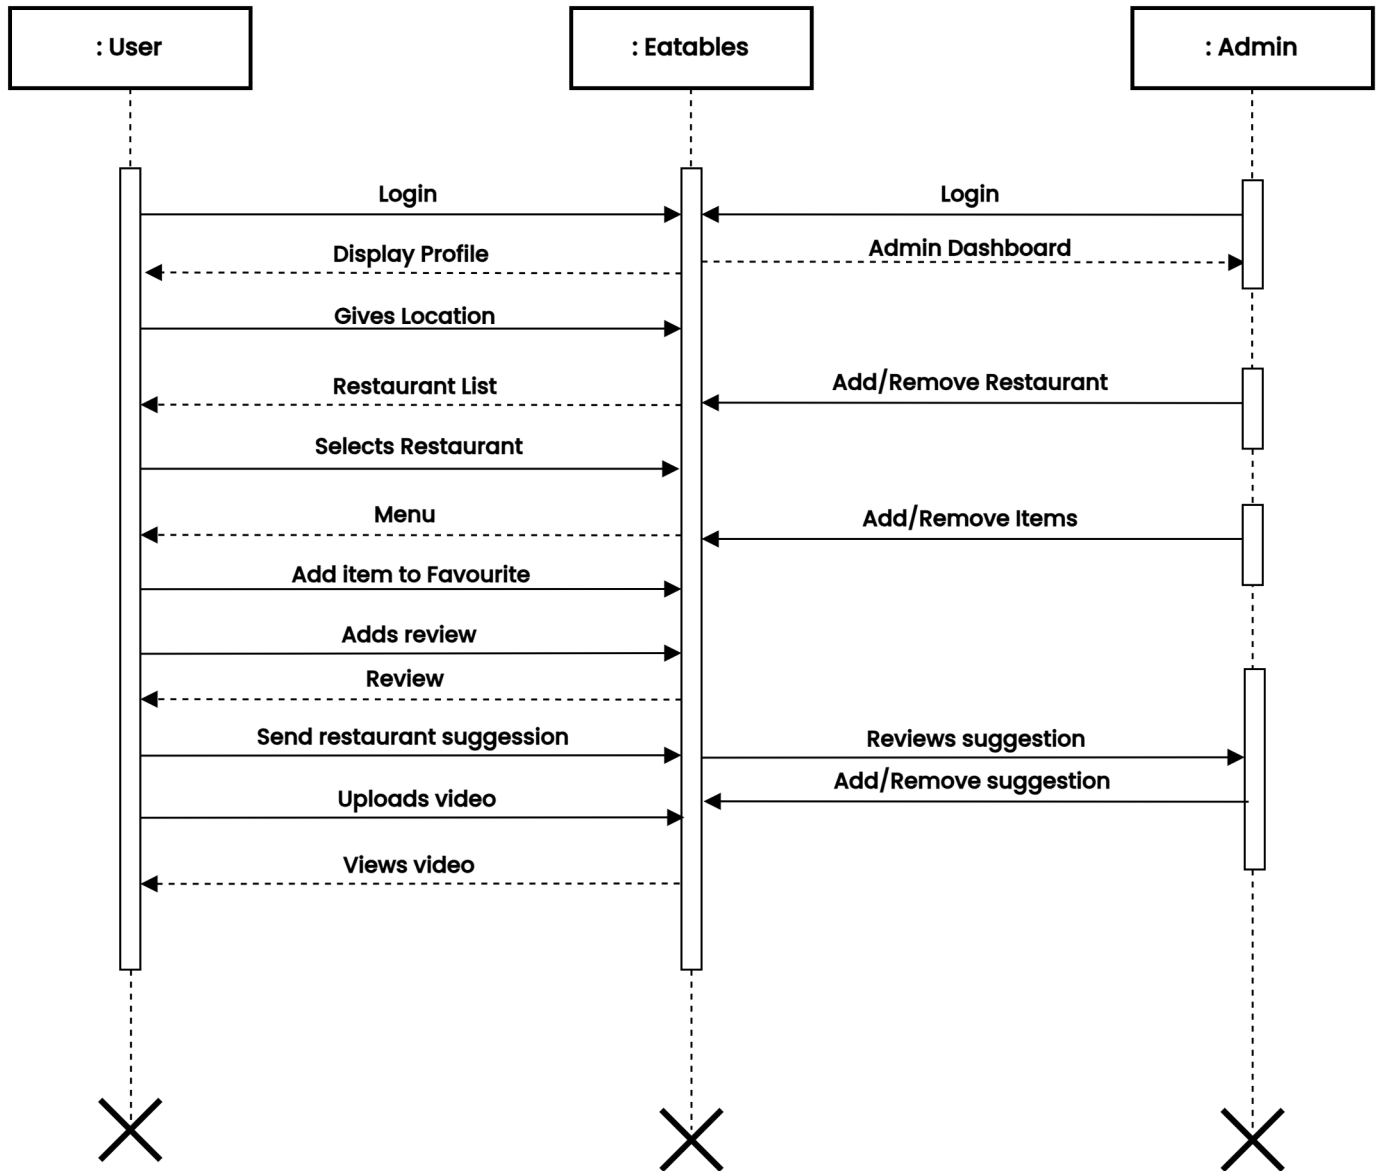 : User
: Eatables
: Admin
Login
Login
Display Profile
Admin Dashboard
Gives Location
Restaurant List
Add/Remove Restaurant
Selects Restaurant
Menu
Add/Remove Items
Add item to Favourite
Adds review
Review
Send restaurant suggession
Reviews suggestion
Add/Remove suggestion
Uploads video
Views video